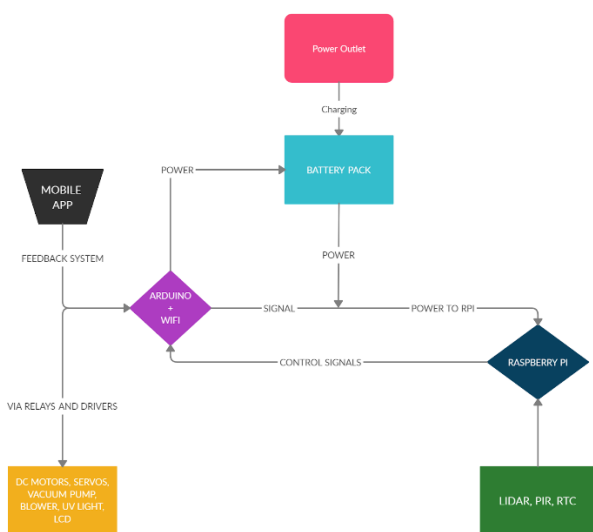 Power Outlet
Charging
POWER
BATTERY PACK
MOBILE
APP
FEEDBACK SYSTEM
POWER
ARDUINO
+
WIFI
SIGNAL
POWER TO RPI
CONTROL SIGNALS
RASPBERRY PI
VIA RELAYS AND DRIVERS
DC MOTORS, SERVOS,
VACUUM PUMP,
BLOWER, UV LIGHT,
LCD
LIDAR, PIR, RTC